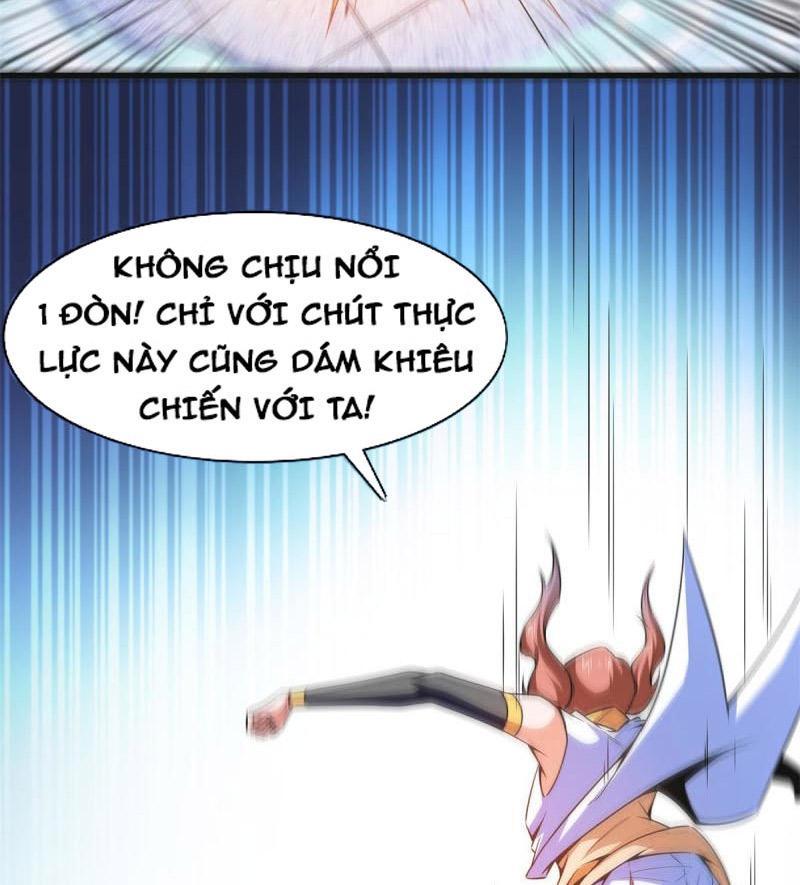 KHÔNG CHỊU NỔI
1 ĐÒN! CHỈ VỚI CHÚT THỰC
LỰC NÀY CŨNG DÁM KHIÊU
CHIẾN VỚI TA!